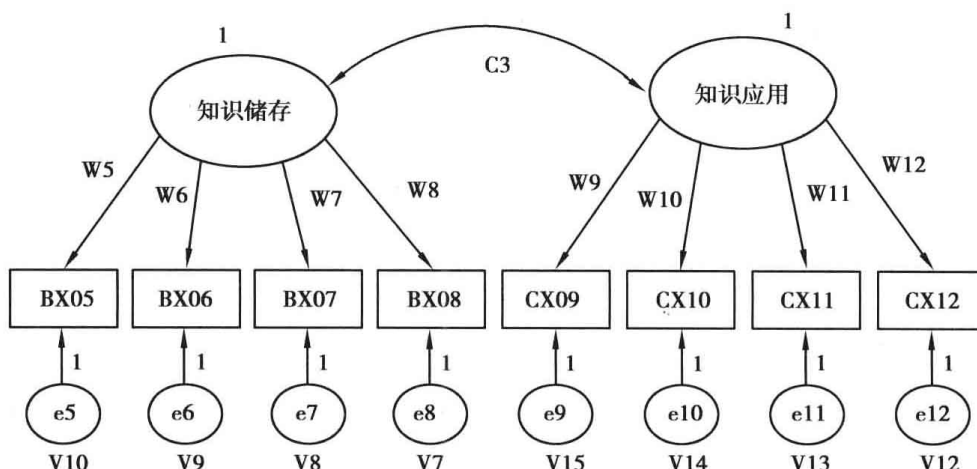 1 1
C3
知识储存 知识应用
W5 W6 W7 W8 W9 W10 W11 W12
BX05 BX06 BX07 BX08 CX09 CX10 CX11 CX12
1 1 1 1 1 1 1 1
e5 e6 e7 e8 e9 e10 e11 e12
V10 V9 V8 V7 V15 V14 V13 V12